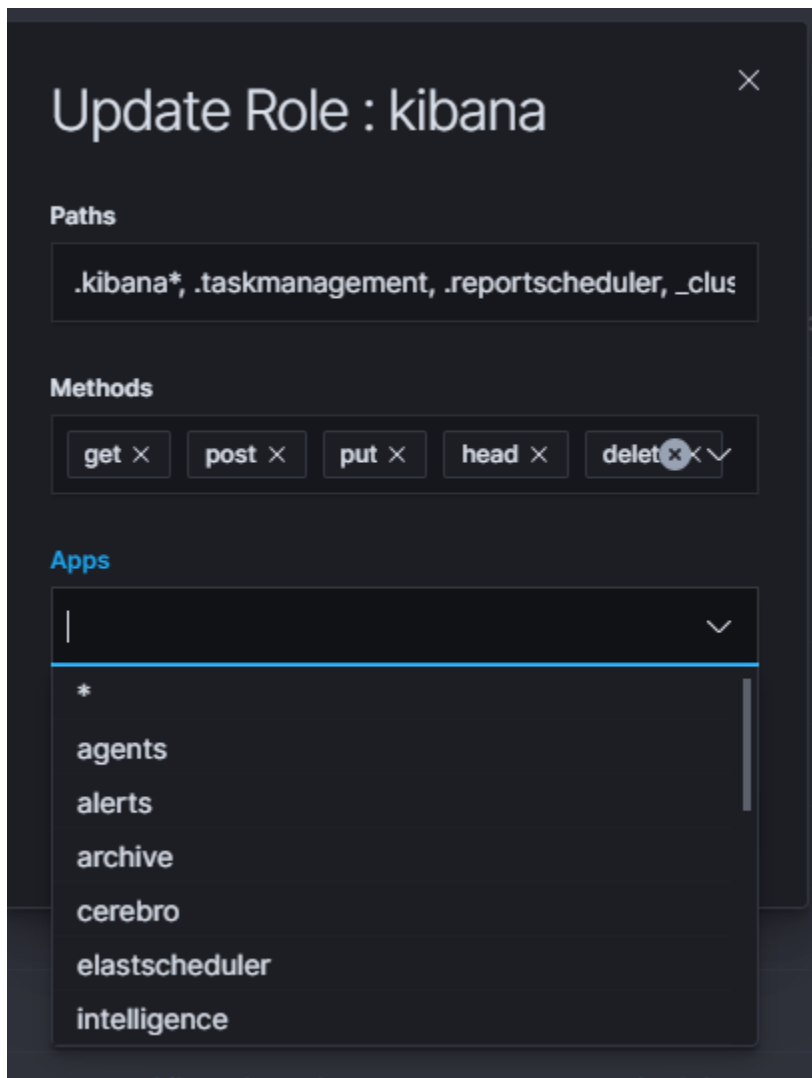 Update Role : kibana
Paths
.kibana*, .taskmanagement, .reportscheduler, _clus
Methods
get post put head delet
Apps
*
agents
alerts
archive
cerebro
elastscheduler
intelligence